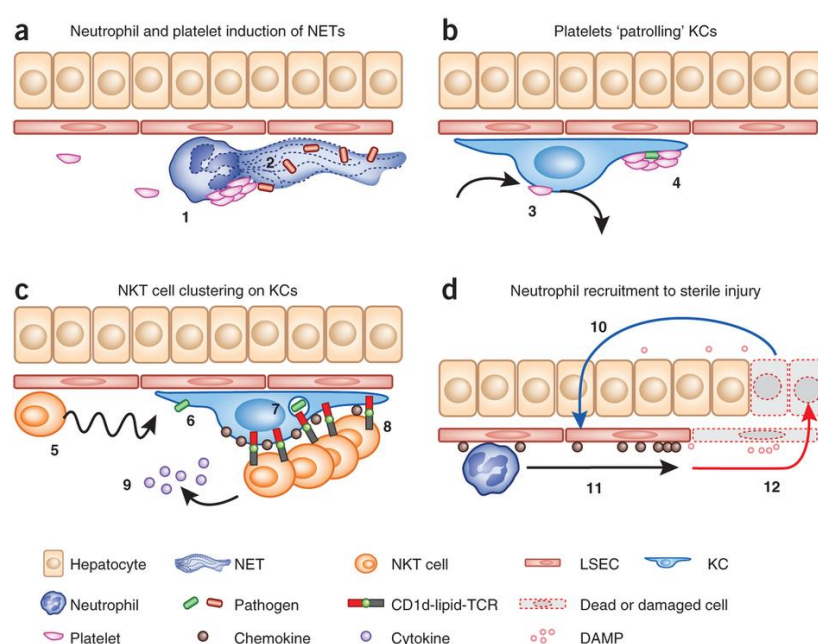 a Neutrophil and platelet induction of NETs
b Platelets ‘patrolling’ KCs
2
1
3
4
c NKT cell clustering on KCs
d Neutrophil recruitment to sterile injury
10
5
6
7
8
9
11
12
Hepatocyte NET NKT cell LSEC KC
Neutrophil Pathogen CD1d-lipid-TCR Dead or damaged cell
Platelet Chemokine Cytokine DAMP